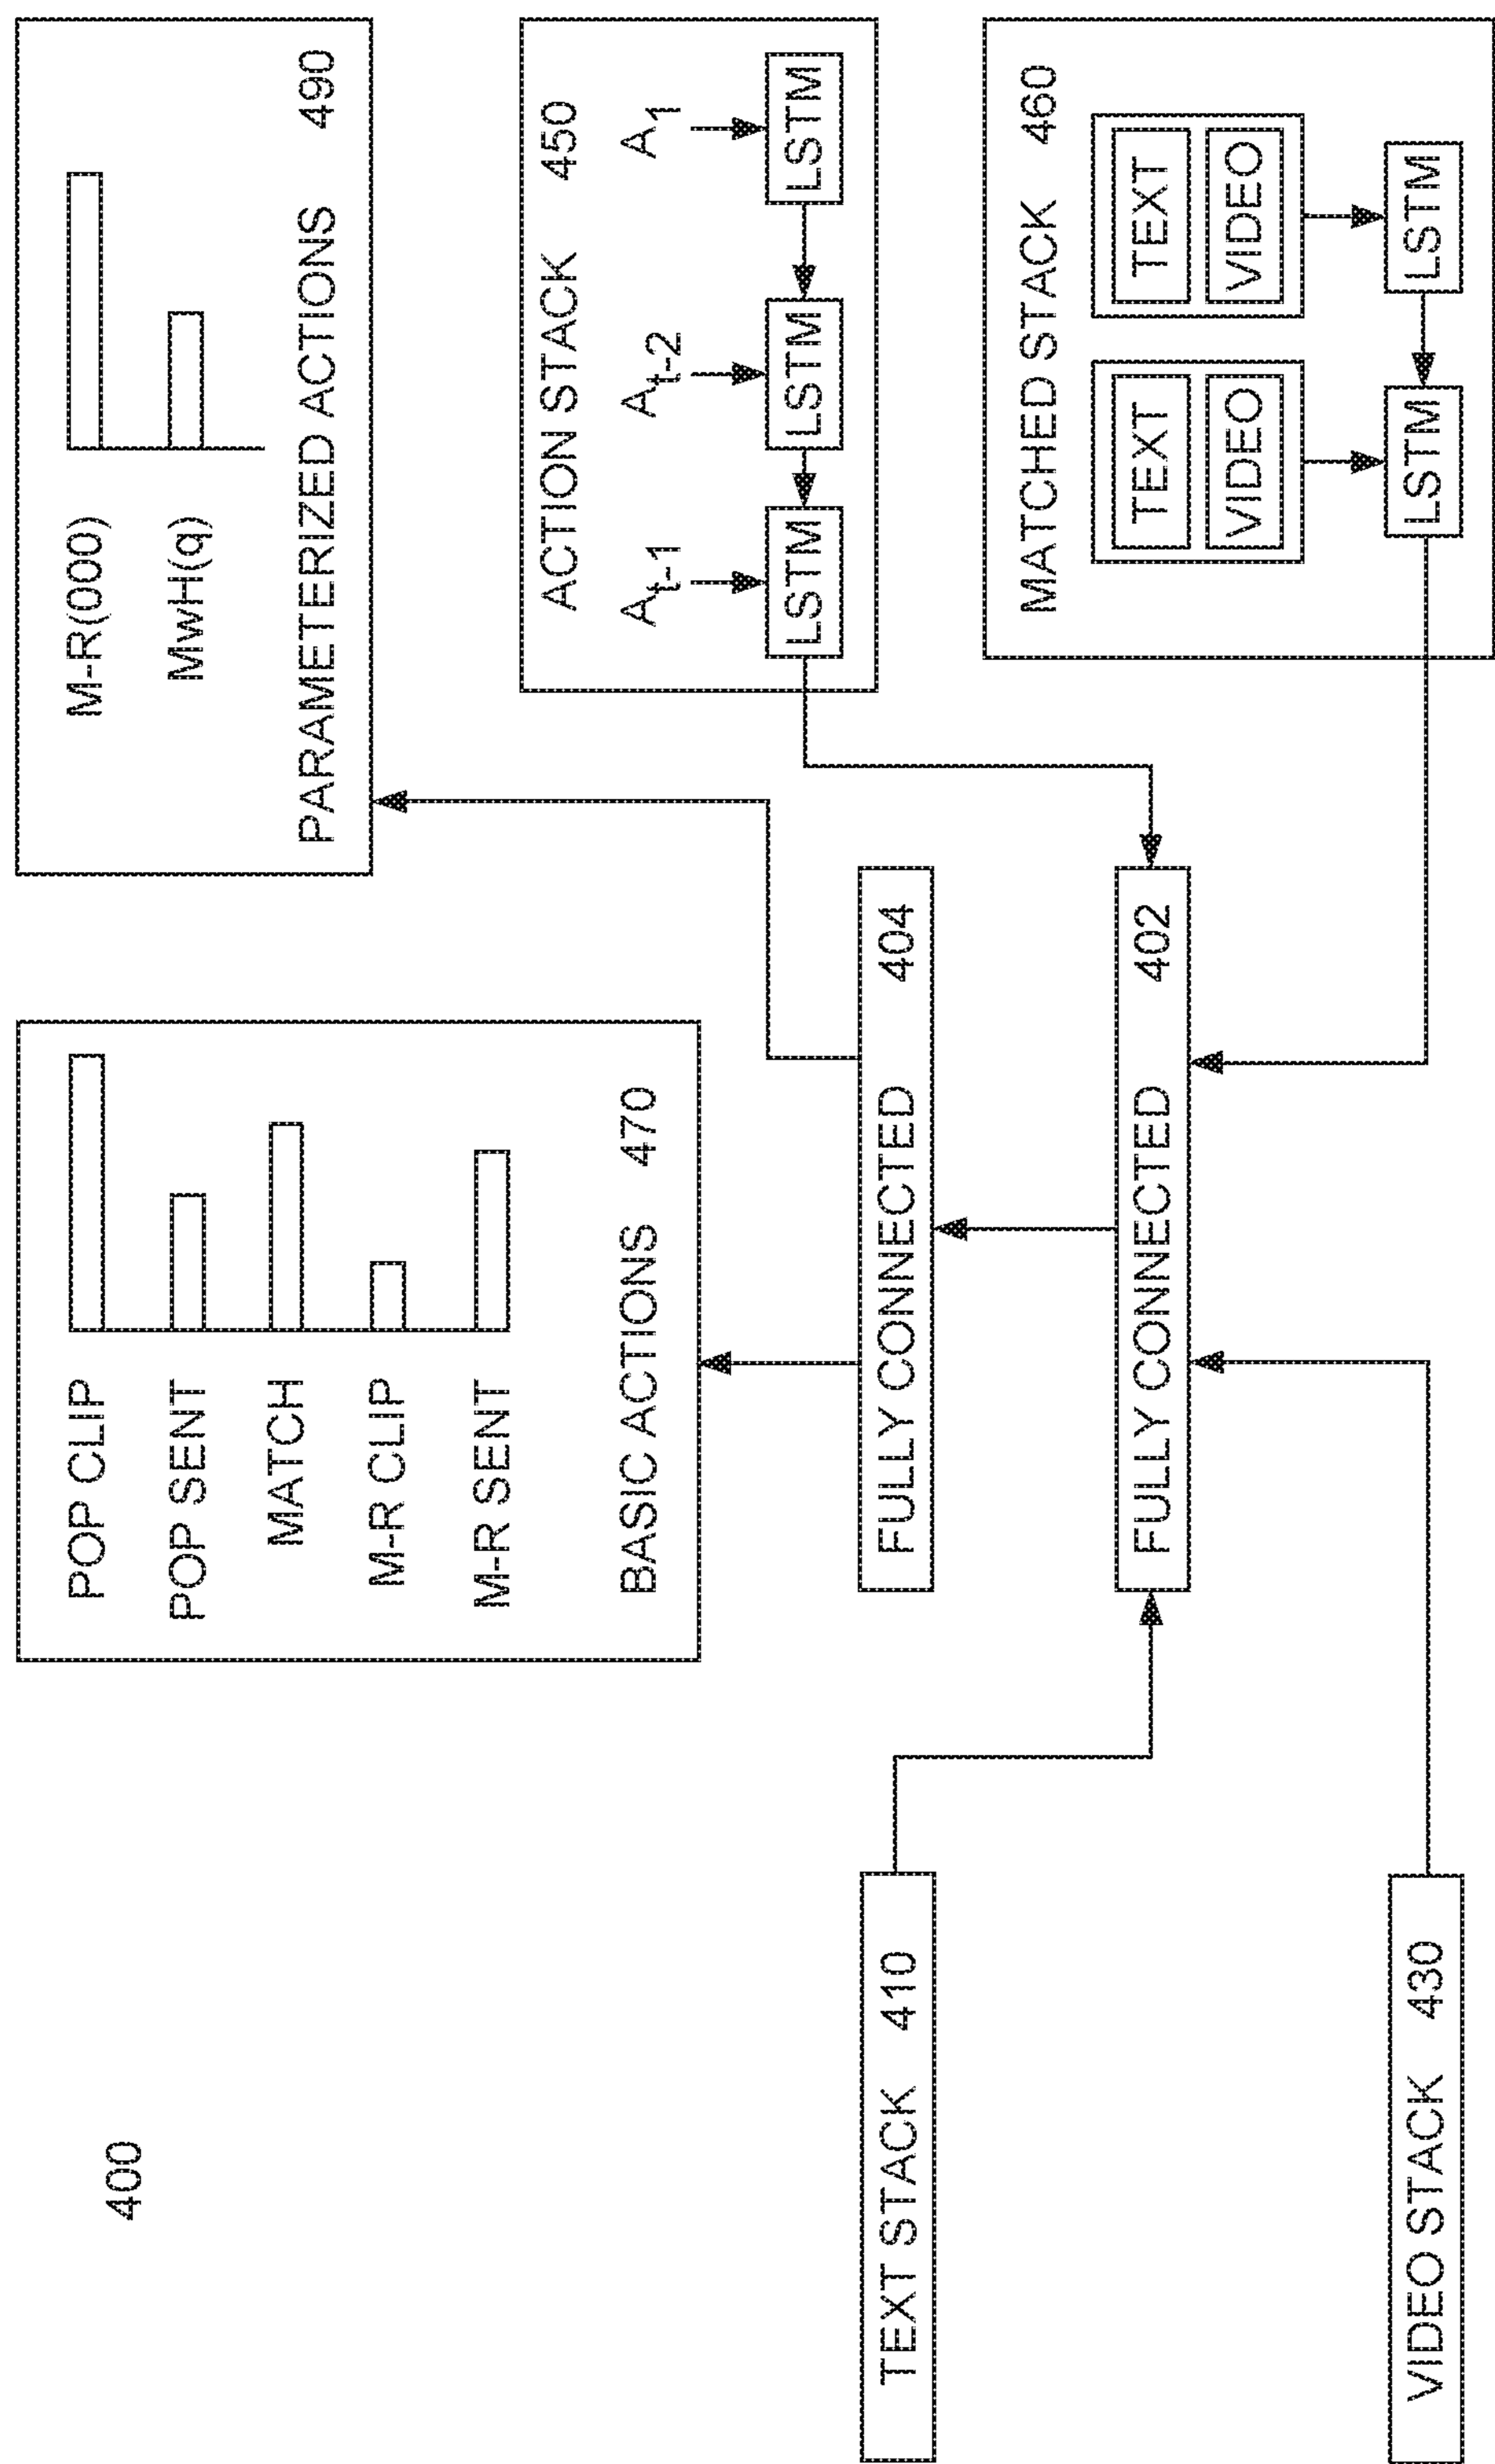 400
POP CLIP
POP SENT
MATCH
M-R CLIP
M-R SENT
BASIC ACTIONS 470
M-R(000)
MwH(q)
PARAMETERIZED ACTIONS 490
TEXT STACK 410
VIDEO STACK 430
FULLY CONNECTED 404
FULLY CONNECTED 402
ACTION STACK 450
At-1 At-2 A1
LSTM LSTM LSTM
MATCHED STACK 460
TEXT TEXT
VIDEO VIDEO
LSTM LSTM